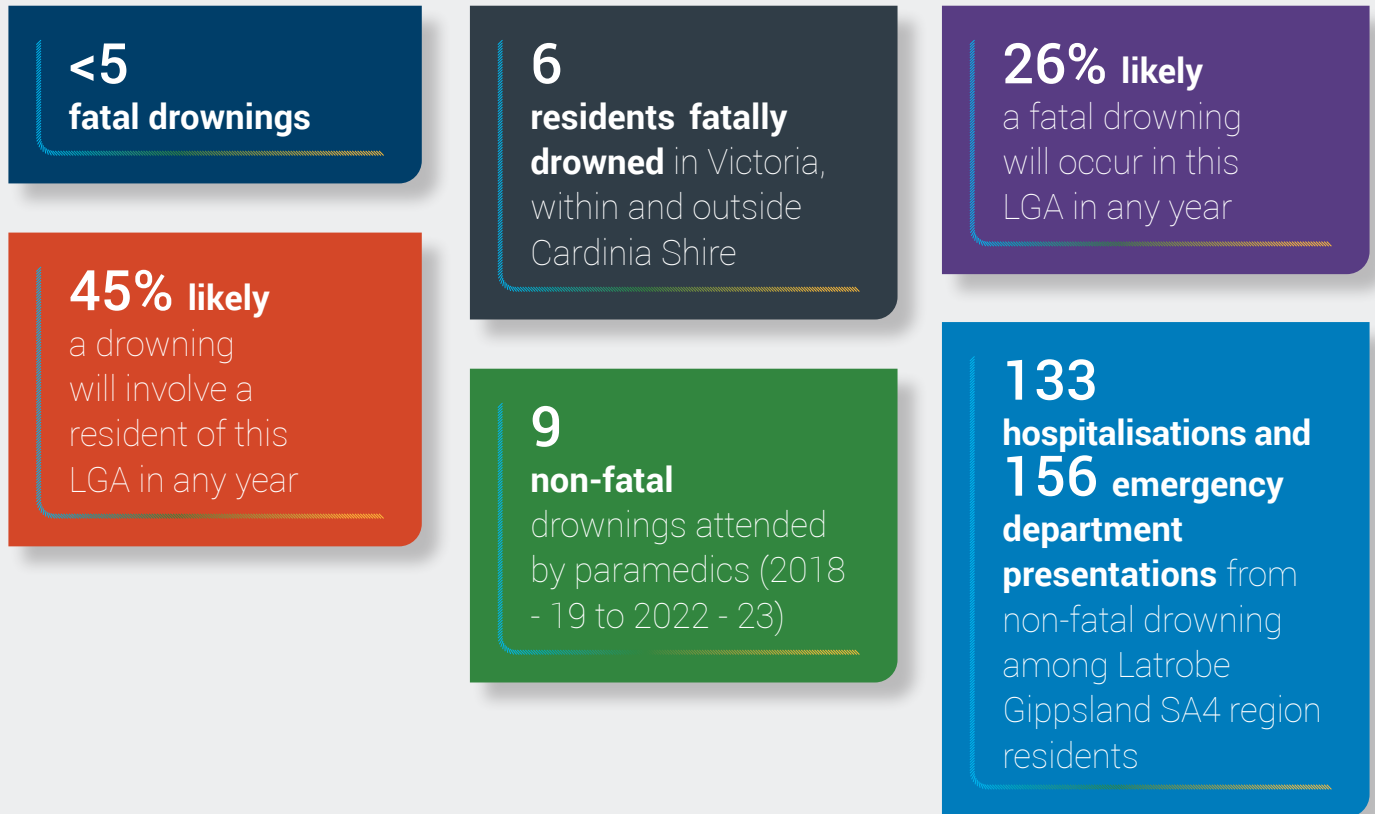 <5
fatal drownings
45% likely
a drowning
will involve a
resident of this
LGA in any year
6
residents fatally
drowned in Victoria,
within and outside
Cardinia Shire
9
non-fatal
drownings attended
by paramedics (2018
- 19 to 2022 - 23)
26% likely
a fatal drowning
will occur in this
LGA in any year
133
hospitalisations and
156 emergency
department
presentations from
non-fatal drowning
among Latrobe
Gippsland SA4 region
residents